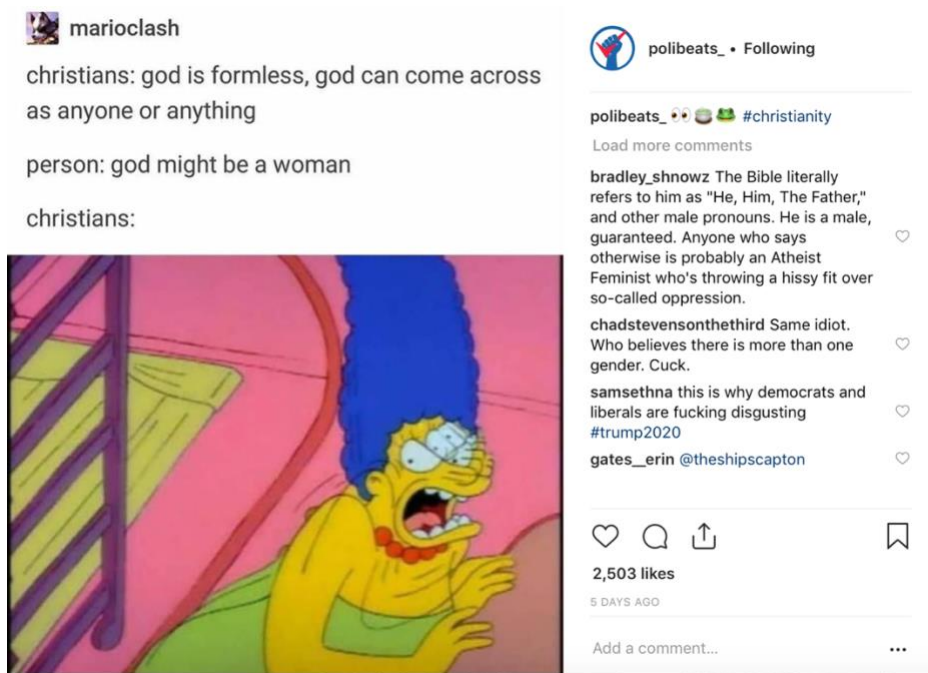 marioclash
christians: god is formless, god can come across
as anyone or anything
person: god might be a woman
christians:
polibeats_ • Following
polibeats_ 👀🍵🐸 #christianity
Load more comments
bradley_shnowz The Bible literally
refers to him as "He, Him, The Father,"
and other male pronouns. He is a male,
guaranteed. Anyone who says
otherwise is probably an Atheist
Feminist who's throwing a hissy fit over
so-called oppression.
chadstevensonthethird Same idiot.
Who believes there is more than one
gender. Cuck.
samsethna this is why democrats and
liberals are fucking disgusting
#trump2020
gates__erin @theshipscapton
2,503 likes
5 DAYS AGO
Add a comment...